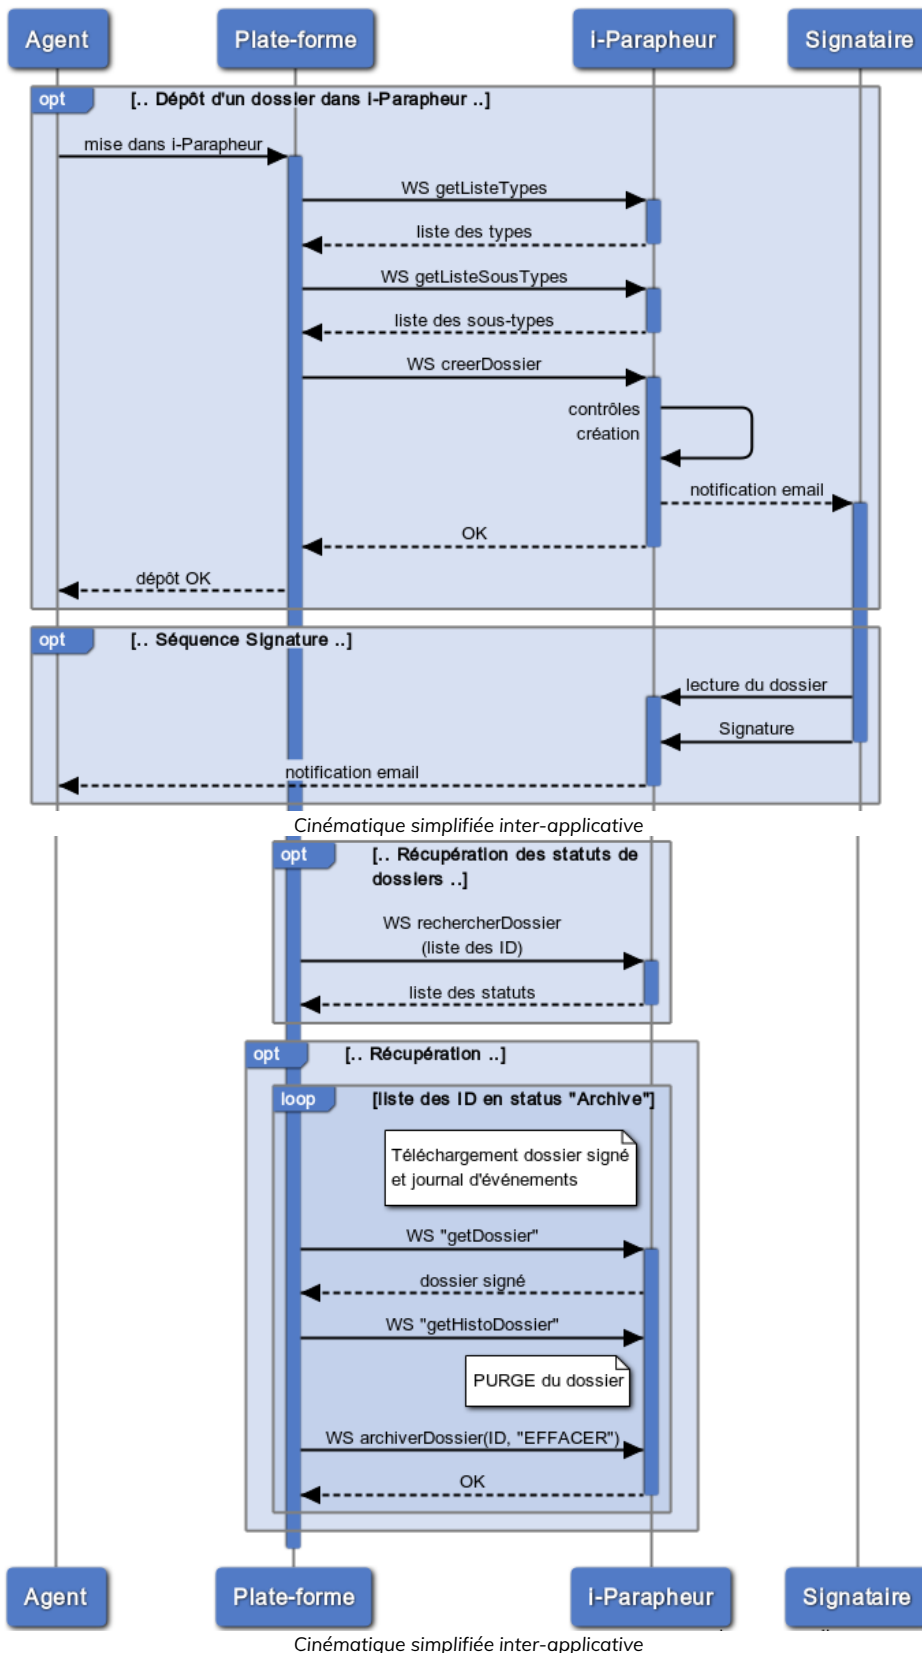 Agent
Plate-forme
i-Parapheur
Signataire
opt
[.. Dépôt d'un dossier dans i-Parapheur ..]
mise dans i-Parapheur
WS getListeTypes
liste des types
WS getListeSousTypes
liste des sous-types
WS creerDossier
contrôles
création
notification email
OK
dépôt OK
opt
[.. Séquence Signature ..]
lecture du dossier
Signature
notification email
Cinématique simplifiée inter-applicative
opt
[.. Récupération des statuts de
dossiers ..]
WS rechercherDossier
(liste des ID)
liste des statuts
opt
[.. Récupération ..]
loop
[liste des ID en status "Archive"]
Téléchargement dossier signé
et journal d'événements
WS "getDossier"
dossier signé
WS "getHistoDossier"
PURGE du dossier
WS archiverDossier(ID, "EFFACER")
OK
Agent
Plate-forme
i-Parapheur
Signataire
Cinématique simplifiée inter-applicative